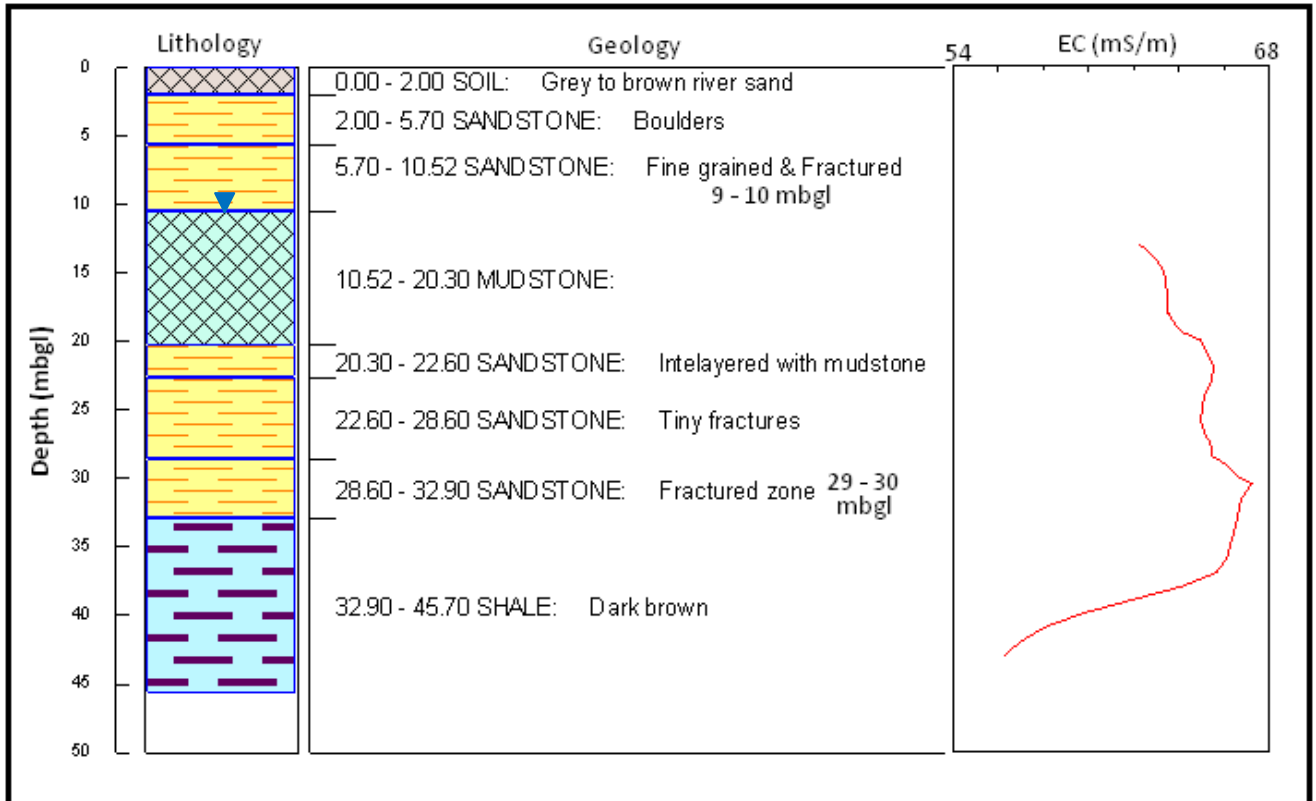 Lithology
Geology
EC (mS/m)
54
68
0
5
10
15
20
25
30
35
40
45
50
Depth (mbgl)
0.00 - 2.00 SOIL: Grey to brown river sand
2.00 - 5.70 SANDSTONE: Boulders
5.70 - 10.52 SANDSTONE: Fine grained & Fractured
9 - 10 mbgl
10.52 - 20.30 MUDSTONE:
20.30 - 22.60 SANDSTONE: Intelayered with mudstone
22.60 - 28.60 SANDSTONE: Tiny fractures
28.60 - 32.90 SANDSTONE: Fractured zone 29 - 30
mbgl
32.90 - 45.70 SHALE: Dark brown